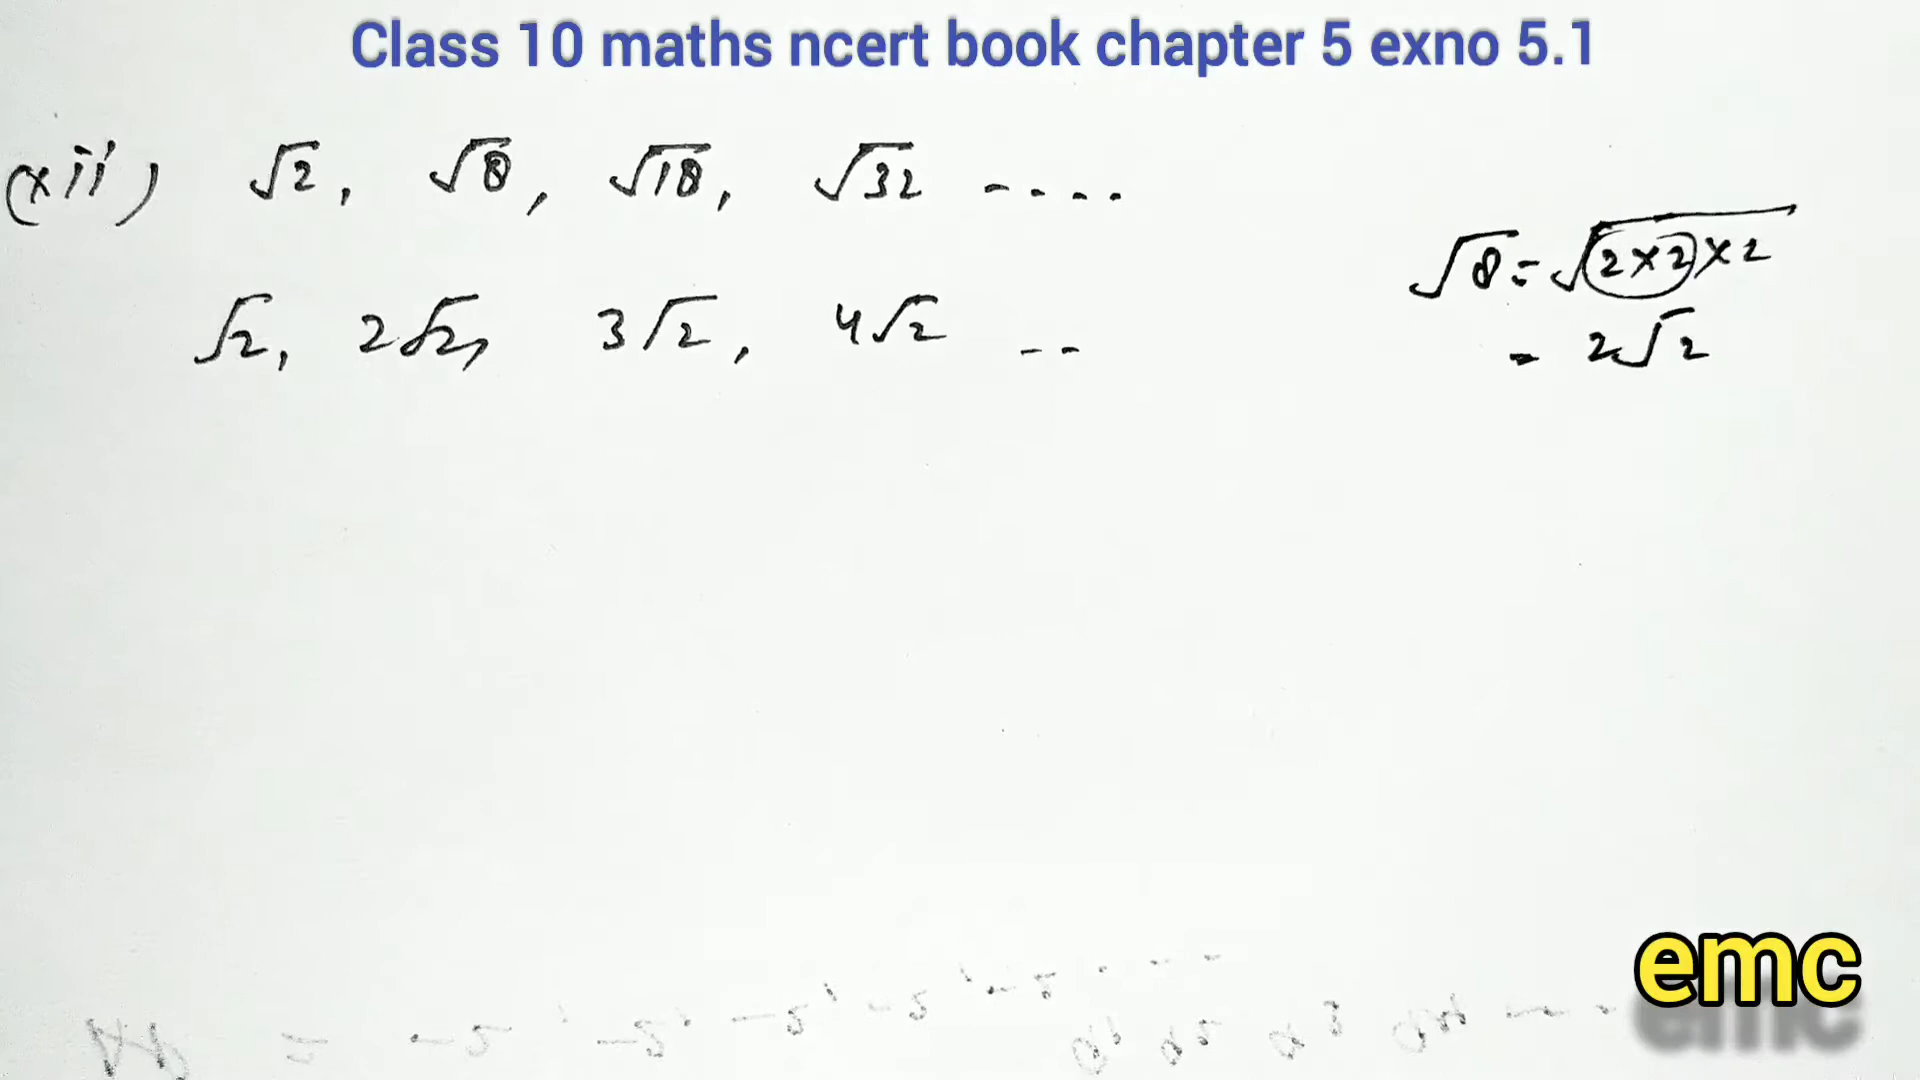 Class 10 maths ncert book chapter 5 exno 5.1
(xii) √2, √8, √18, √32 ....
√8 = √2×2×2
√2, 2√2, 3√2, 4√2 --
= 2√2
emc